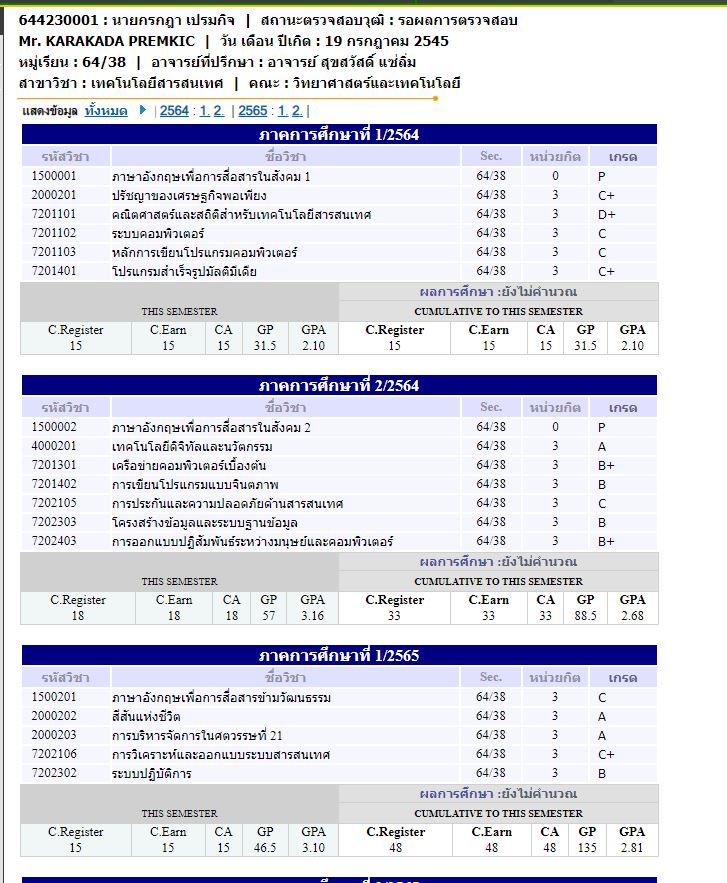 644230001 : นายกรกฎา เปรมกิจ | สถานะตรวจสอบวุฒิ : รอผลการตรวจสอบ
Mr. KARAKADA PREMKIC | วัน เดือน ปีเกิด : 19 กรกฎาคม 2545
หมู่เรียน : 64/38 | อาจารย์ที่ปรึกษา : อาจารย์ สุขสวัสดิ์ แซ่ลิ่ม
สาขาวิชา : เทคโนโลยีสารสนเทศ | คณะ : วิทยาศาสตร์และเทคโนโลยี
แสดงข้อมูล ทั้งหมด | 2564 : 1. 2. | 2565 : 1. 2. |
ภาคการศึกษาที่ 1/2564
รหัสวิชา ชื่อวิชา Sec. หน่วยกิต เกรด
1500001 ภาษาอังกฤษเพื่อการสื่อสารในสังคม 1 64/38 0 P
2000201 ปรัชญาของเศรษฐกิจพอเพียง 64/38 3 C+
7201101 คณิตศาสตร์และสถิติสำหรับเทคโนโลยีสารสนเทศ 64/38 3 D+
7201102 ระบบคอมพิวเตอร์ 64/38 3 C
7201103 หลักการเขียนโปรแกรมคอมพิวเตอร์ 64/38 3 C
7201401 โปรแกรมสำเร็จรูปมัลติมีเดีย 64/38 3 C+
ผลการศึกษา :ยังไม่คำนวณ
THIS SEMESTER CUMULATIVE TO THIS SEMESTER
C.Register C.Earn CA GP GPA C.Register C.Earn CA GP GPA
15 15 15 31.5 2.10 15 15 15 31.5 2.10
ภาคการศึกษาที่ 2/2564
รหัสวิชา ชื่อวิชา Sec. หน่วยกิต เกรด
1500002 ภาษาอังกฤษเพื่อการสื่อสารในสังคม 2 64/38 0 P
4000201 เทคโนโลยีดิจิทัลและนวัตกรรม 64/38 3 A
7201301 เครือข่ายคอมพิวเตอร์เบื้องต้น 64/38 3 B+
7201402 การเขียนโปรแกรมแบบจินตภาพ 64/38 3 B
7202105 การประกันและความปลอดภัยด้านสารสนเทศ 64/38 3 C
7202303 โครงสร้างข้อมูลและระบบฐานข้อมูล 64/38 3 B
7202403 การออกแบบปฏิสัมพันธ์ระหว่างมนุษย์และคอมพิวเตอร์ 64/38 3 B+
ผลการศึกษา :ยังไม่คำนวณ
THIS SEMESTER CUMULATIVE TO THIS SEMESTER
C.Register C.Earn CA GP GPA C.Register C.Earn CA GP GPA
18 18 18 57 3.16 33 33 33 88.5 2.68
ภาคการศึกษาที่ 1/2565
รหัสวิชา ชื่อวิชา Sec. หน่วยกิต เกรด
1500201 ภาษาอังกฤษเพื่อการสื่อสารข้ามวัฒนธรรม 64/38 3 C
2000202 สีสันแห่งชีวิต 64/38 3 A
2000203 การบริหารจัดการในศตวรรษที่ 21 64/38 3 A
7202106 การวิเคราะห์และออกแบบระบบสารสนเทศ 64/38 3 C+
7202302 ระบบปฏิบัติการ 64/38 3 B
ผลการศึกษา :ยังไม่คำนวณ
THIS SEMESTER CUMULATIVE TO THIS SEMESTER
C.Register C.Earn CA GP GPA C.Register C.Earn CA GP GPA
15 15 15 46.5 3.10 48 48 48 135 2.81